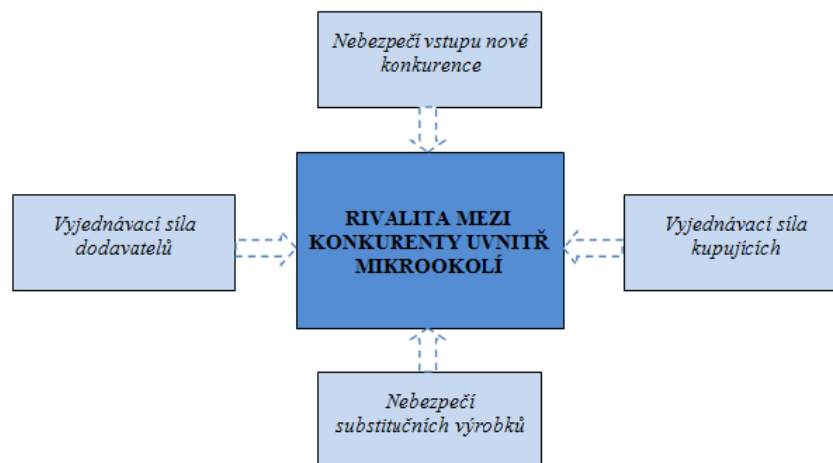 Nebezpečí vstupu nové
konkurence
Vyjednávací síla
dodavatelů
RIVALITA MEZI
KONKURENTY UVNITŘ
MIKROOKOLÍ
Vyjednávací síla
kupujících
Nebezpečí
substitučních výrobků